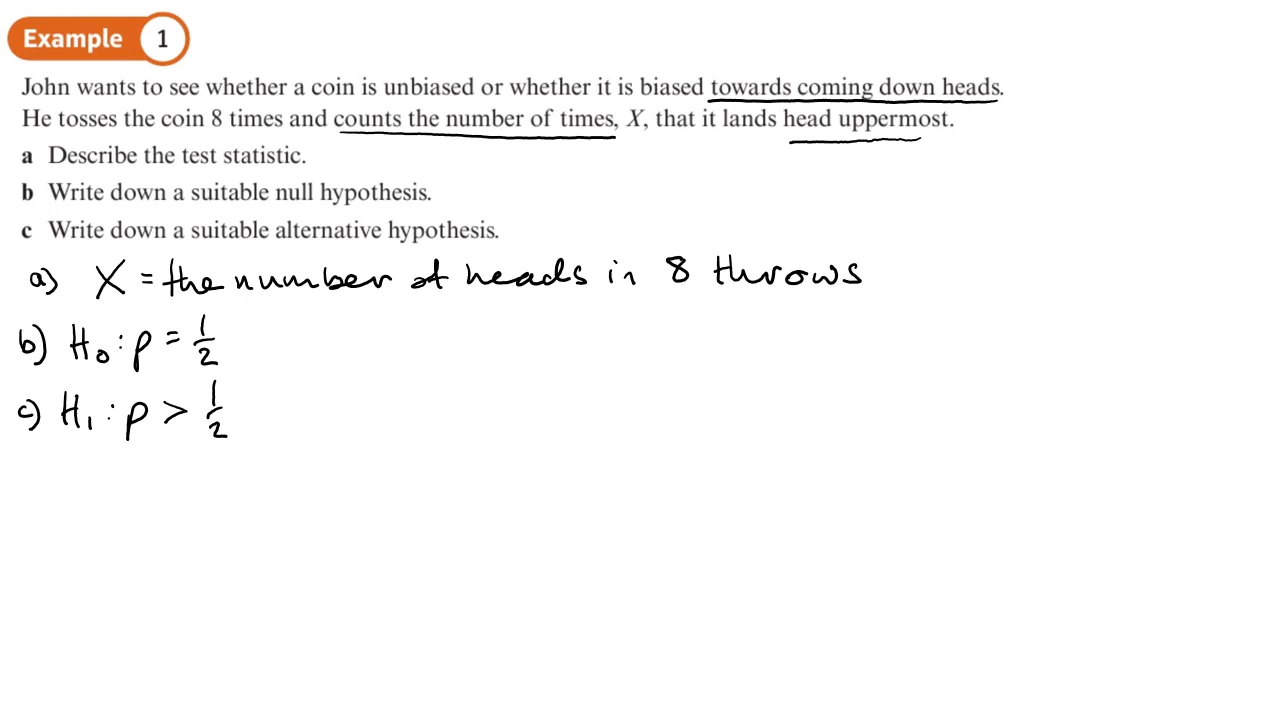 Example 1
John wants to see whether a coin is unbiased or whether it is biased towards coming down heads.
He tosses the coin 8 times and counts the number of times, X, that it lands head uppermost.
a Describe the test statistic.
b Write down a suitable null hypothesis.
c Write down a suitable alternative hypothesis.
a) X = the number of heads in 8 throws
b) H₀ : p = 1/2
c) H₁ : p > 1/2